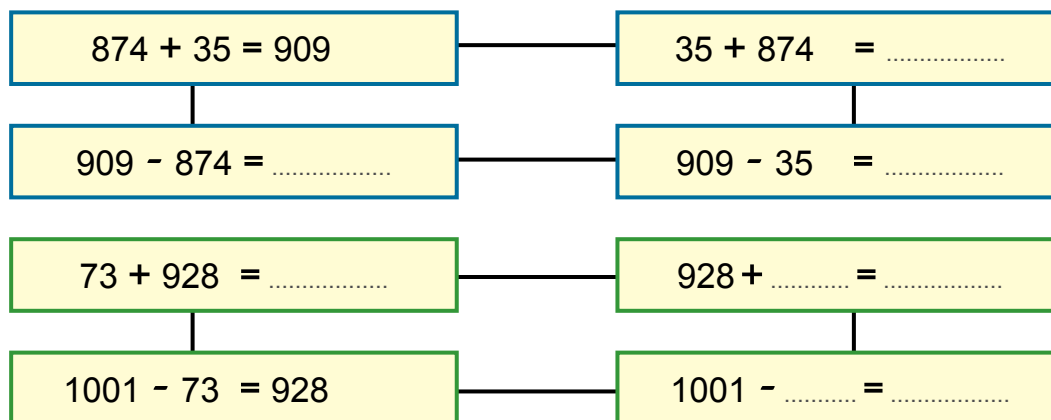 874 + 35 = 909
35 + 874 = ..................
909 - 874 = ..................
909 - 35 = ..................
73 + 928 = ..................
928 + ............ = ..................
1001 - 73 = 928
1001 - ........... = ..................